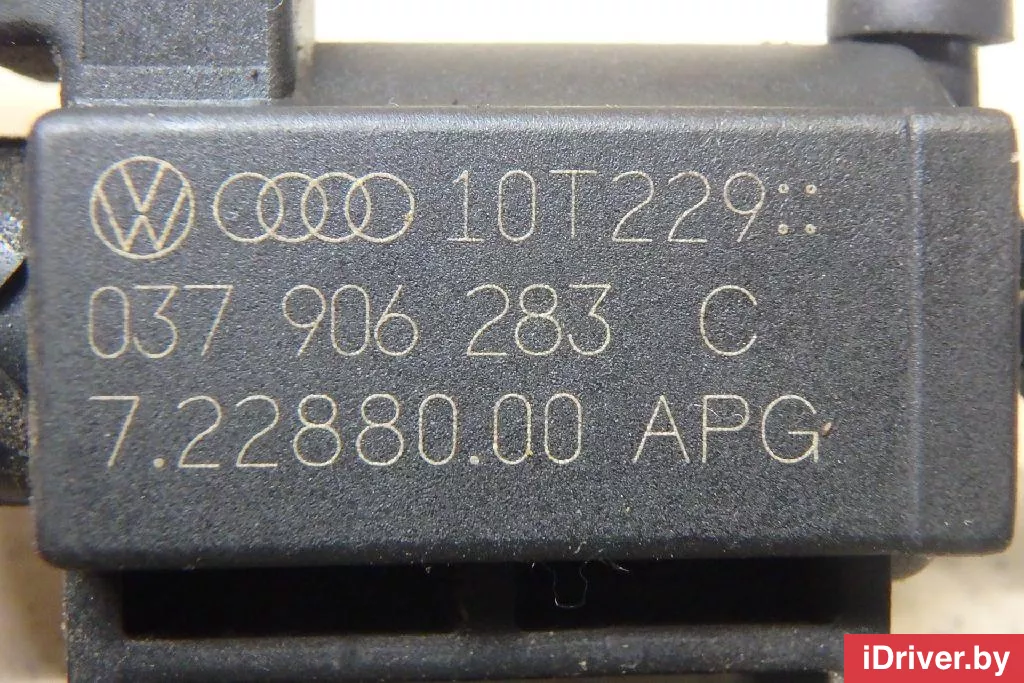 10T229::
037 906 283 C
7.22880.00 APG
iDriver.by